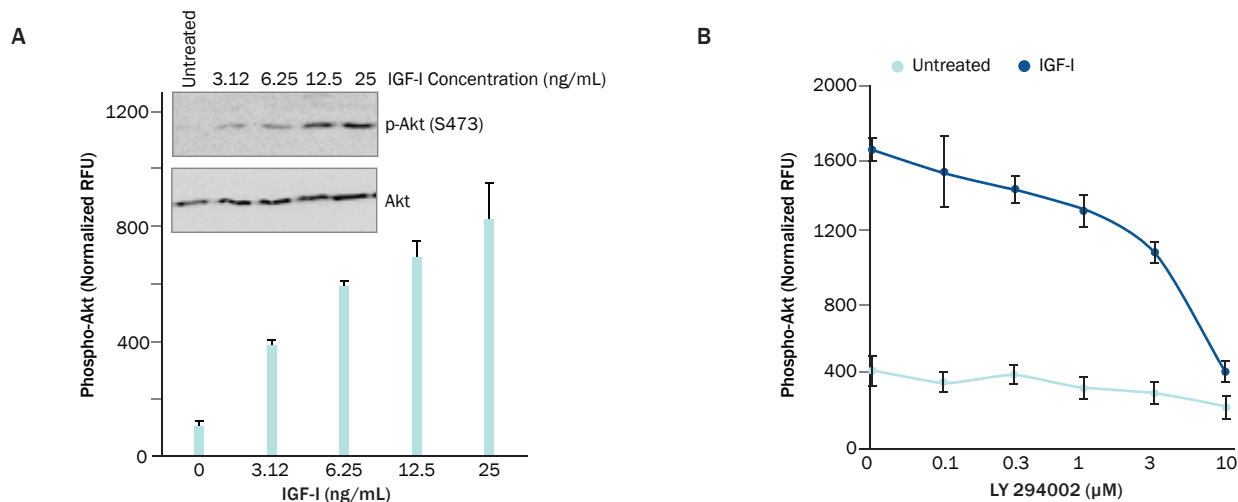 A
Untreated
3.12 6.25 12.5 25 IGF-I Concentration (ng/mL)
p-Akt (S473)
Akt
Phospho-Akt (Normalized RFU)
1200
800
400
0
0 3.12 6.25 12.5 25
IGF-I (ng/mL)
B
Untreated IGF-I
Phospho-Akt (Normalized RFU)
2000
1600
1200
800
400
0
0 0.1 0.3 1 3 10
LY 294002 (µM)